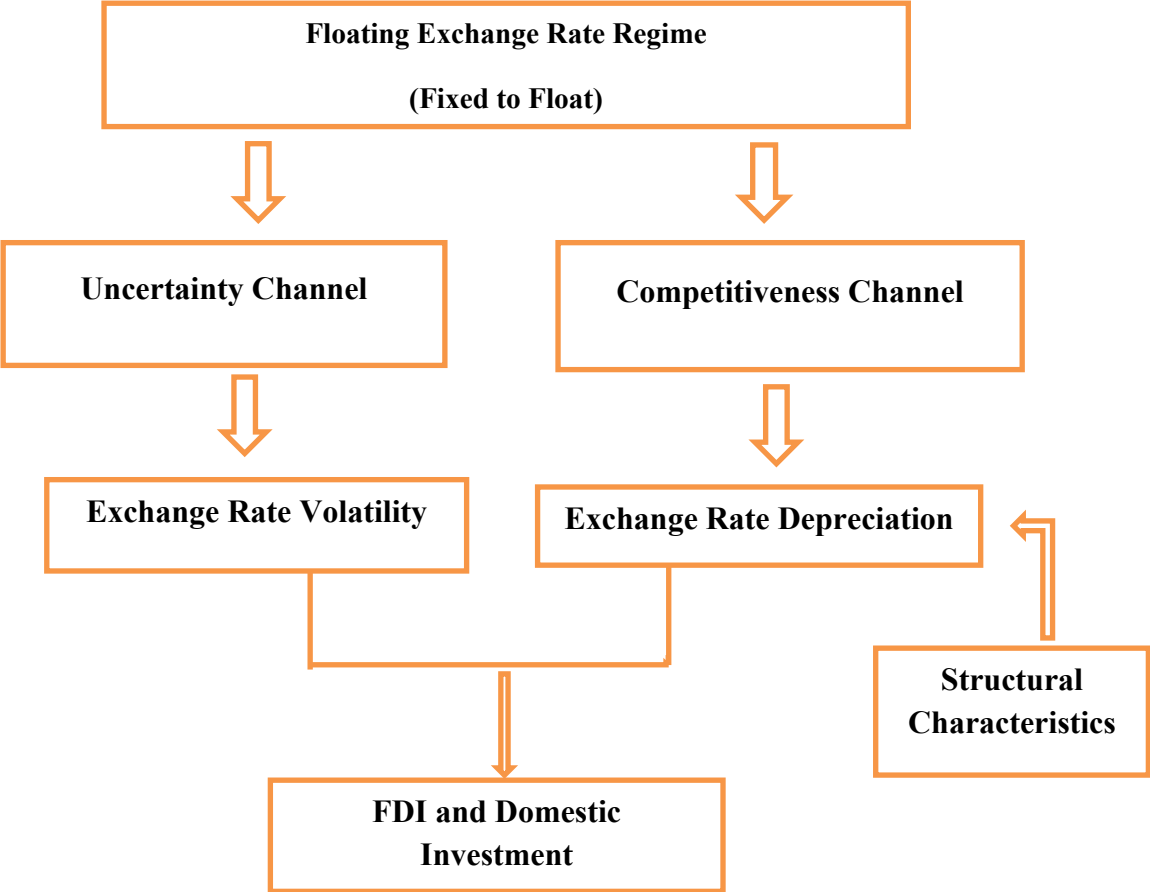 Floating Exchange Rate Regime
(Fixed to Float)
Uncertainty Channel
Competitiveness Channel
Exchange Rate Volatility
Exchange Rate Depreciation
Structural
Characteristics
FDI and Domestic
Investment